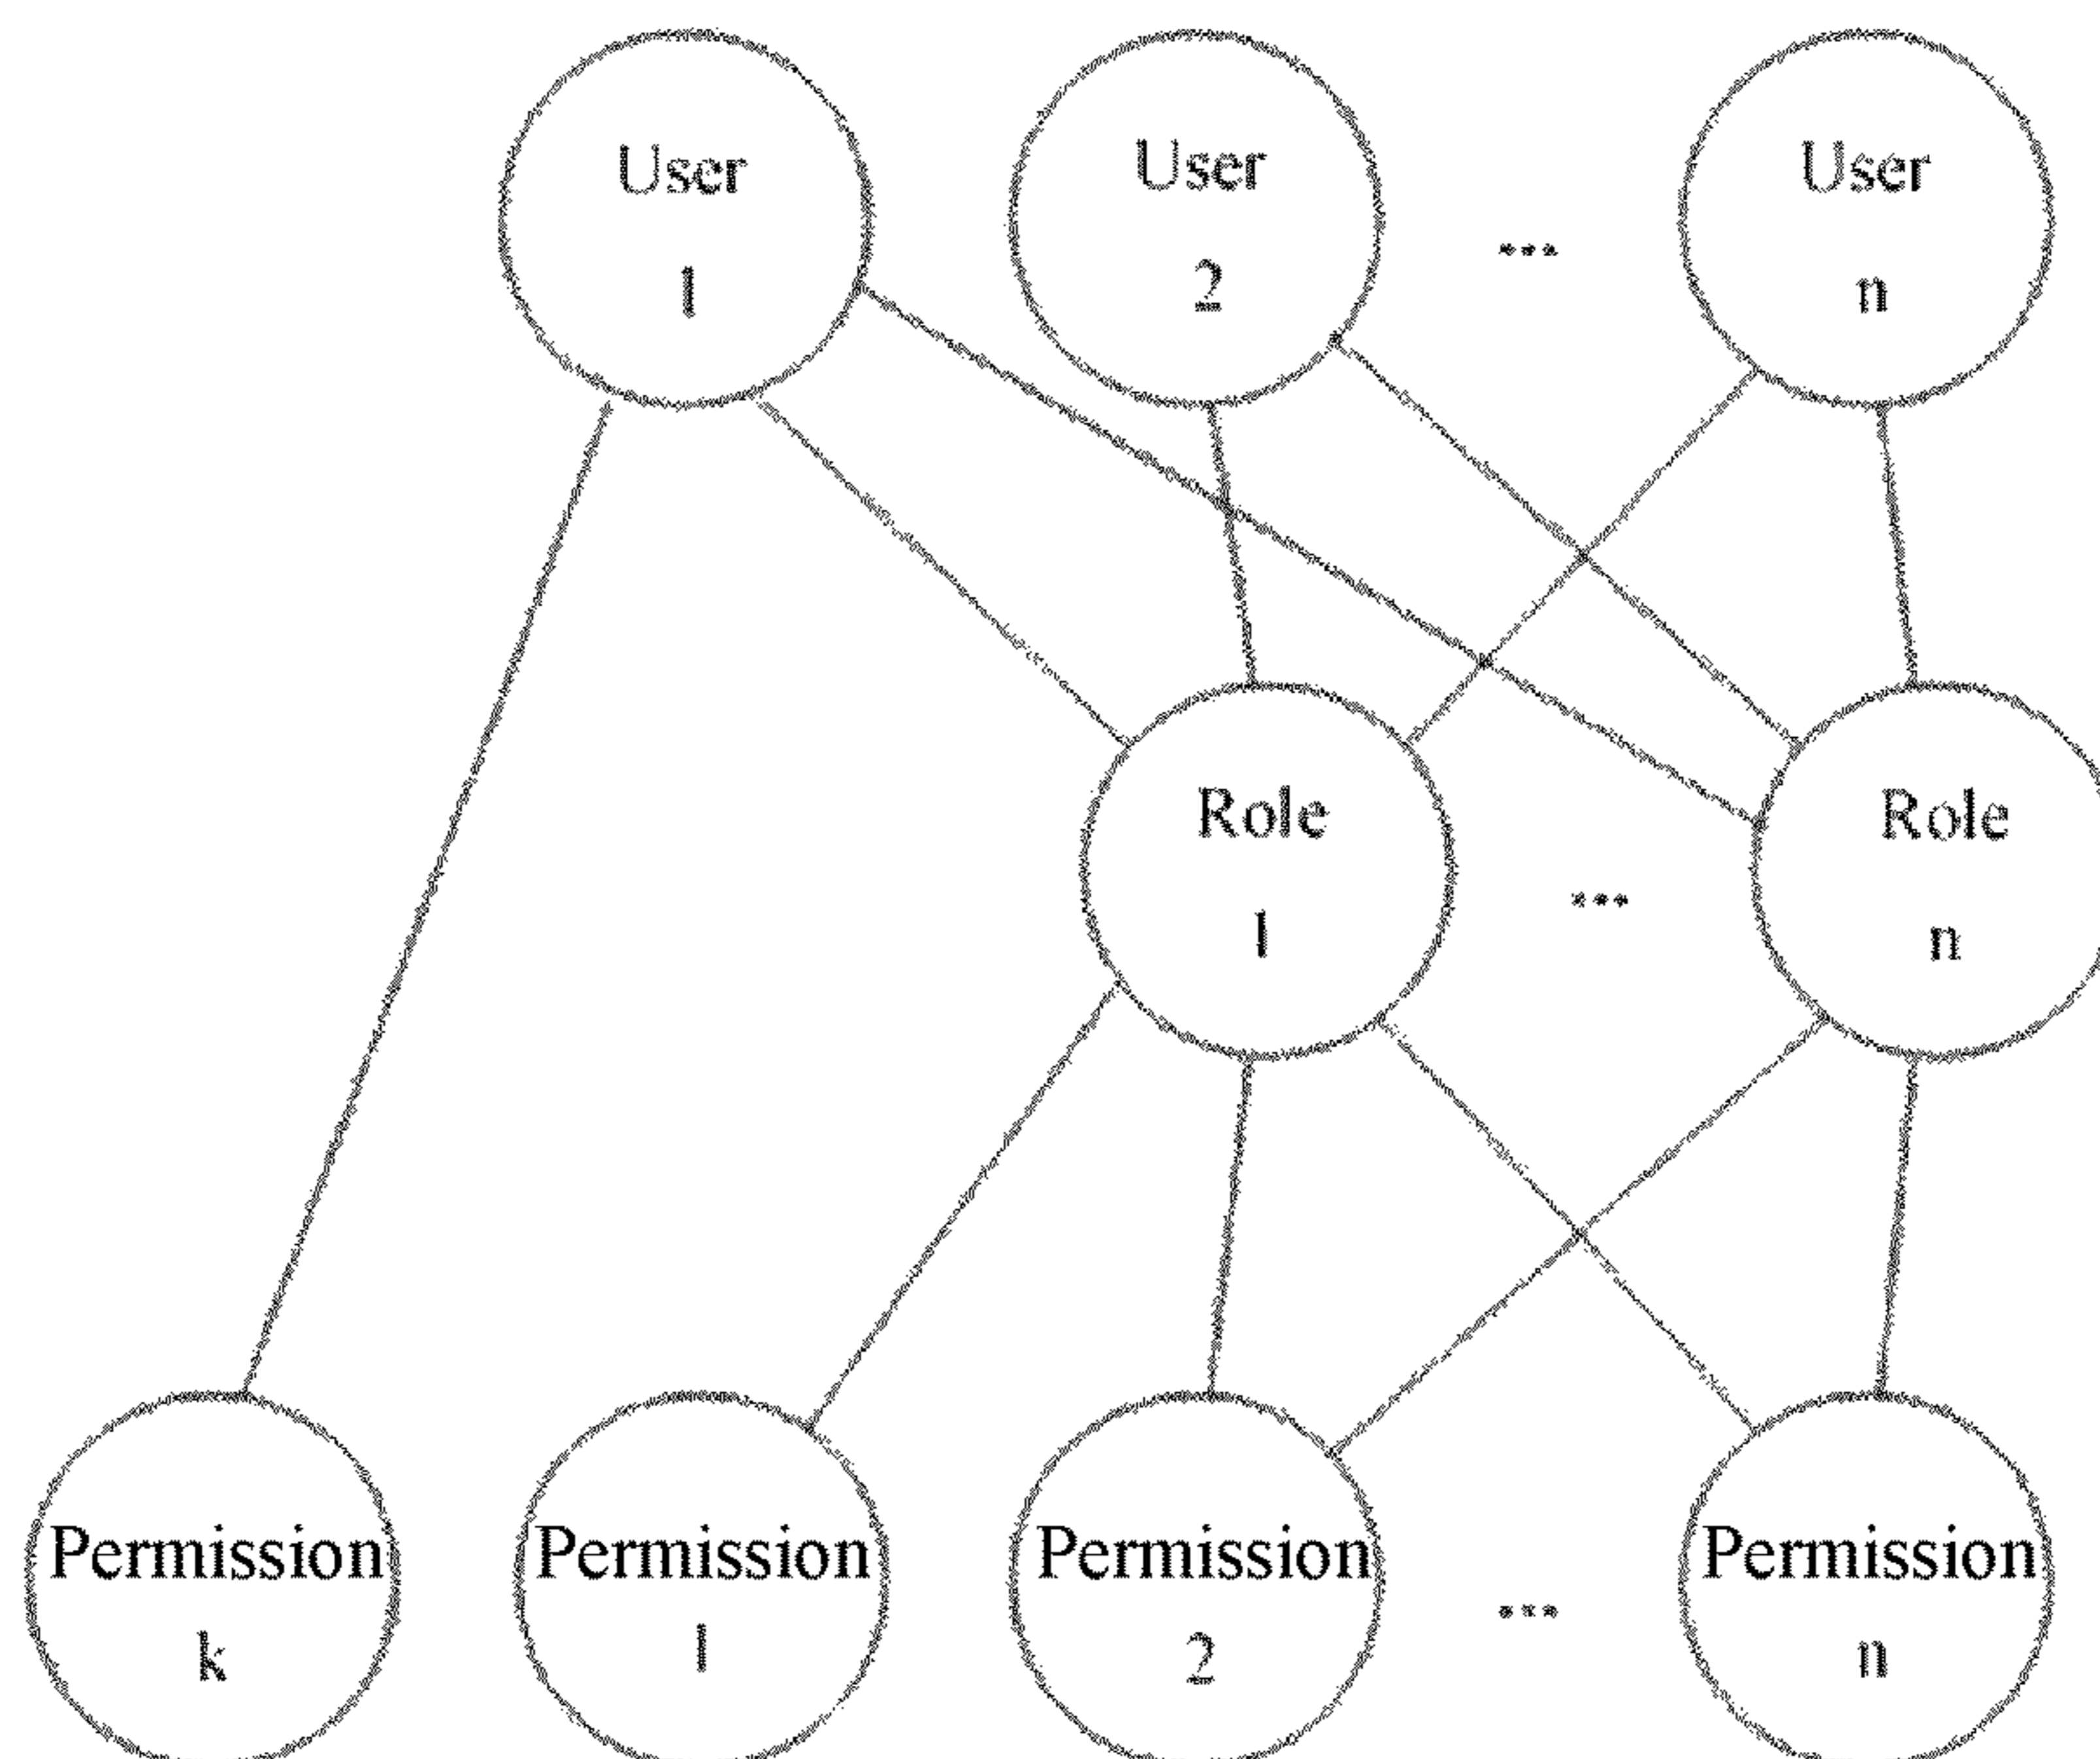 User
1
User
2
...
User
n
Role
1
...
Role
n
Permission
k
Permission
1
Permission
2
...
Permission
n